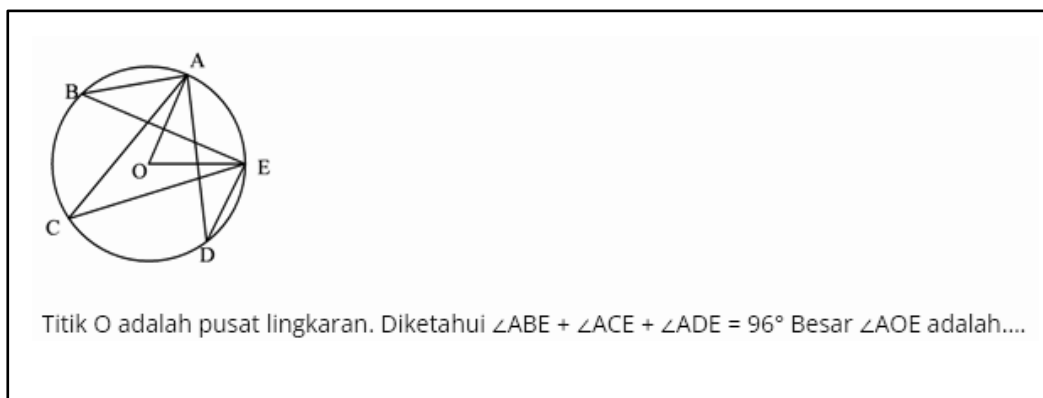 A
B
O
E
C
D
Titik O adalah pusat lingkaran. Diketahui ∠ABE + ∠ACE + ∠ADE = 96° Besar ∠AOE adalah....